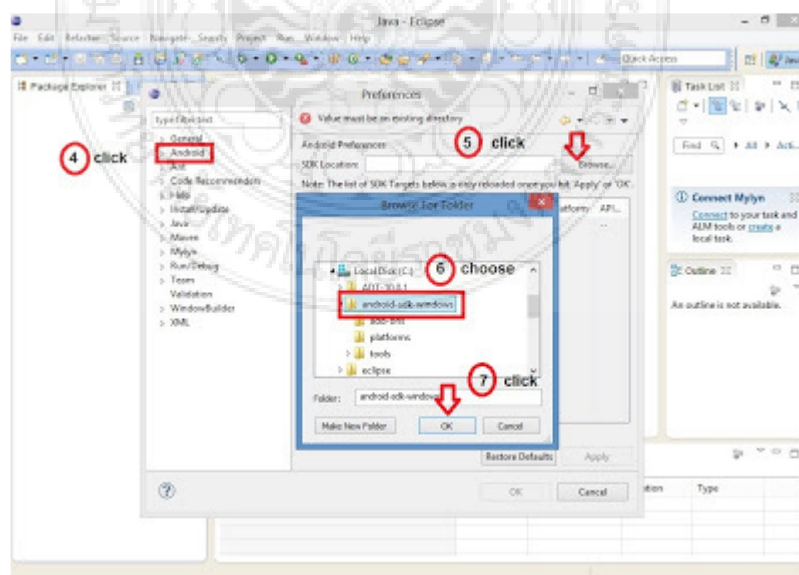 Java - Eclipse
File Edit Refactor Source Navigate Search Project Run Window Help
Quick Access
Java
Package Explorer
Task List
Find All Acti...
Connect Mylyn
Connect to your task and
ALM tools or create a
local task.
Outline
An outline is not available.
Preferences
type filter text
Value must be an existing directory
General
Android
Ant
Code Recommenders
Help
Install/Update
Java
Maven
Mylyn
Run/Debug
Team
Validation
WindowBuilder
XML
4 click
Android Preferences
5 click
SDK Location:
Browse...
Note: The list of SDK Targets below is only reloaded once you hit 'Apply' or 'OK'.
Platform API...
Browse For Folder
6 choose
Local Disk (C:)
ADT-10.0.1
android-sdk-windows
add-ons
platforms
tools
eclipse
7 click
Folder: android-sdk-windows
Make New Folder OK Cancel
Restore Defaults Apply
OK Cancel
Type